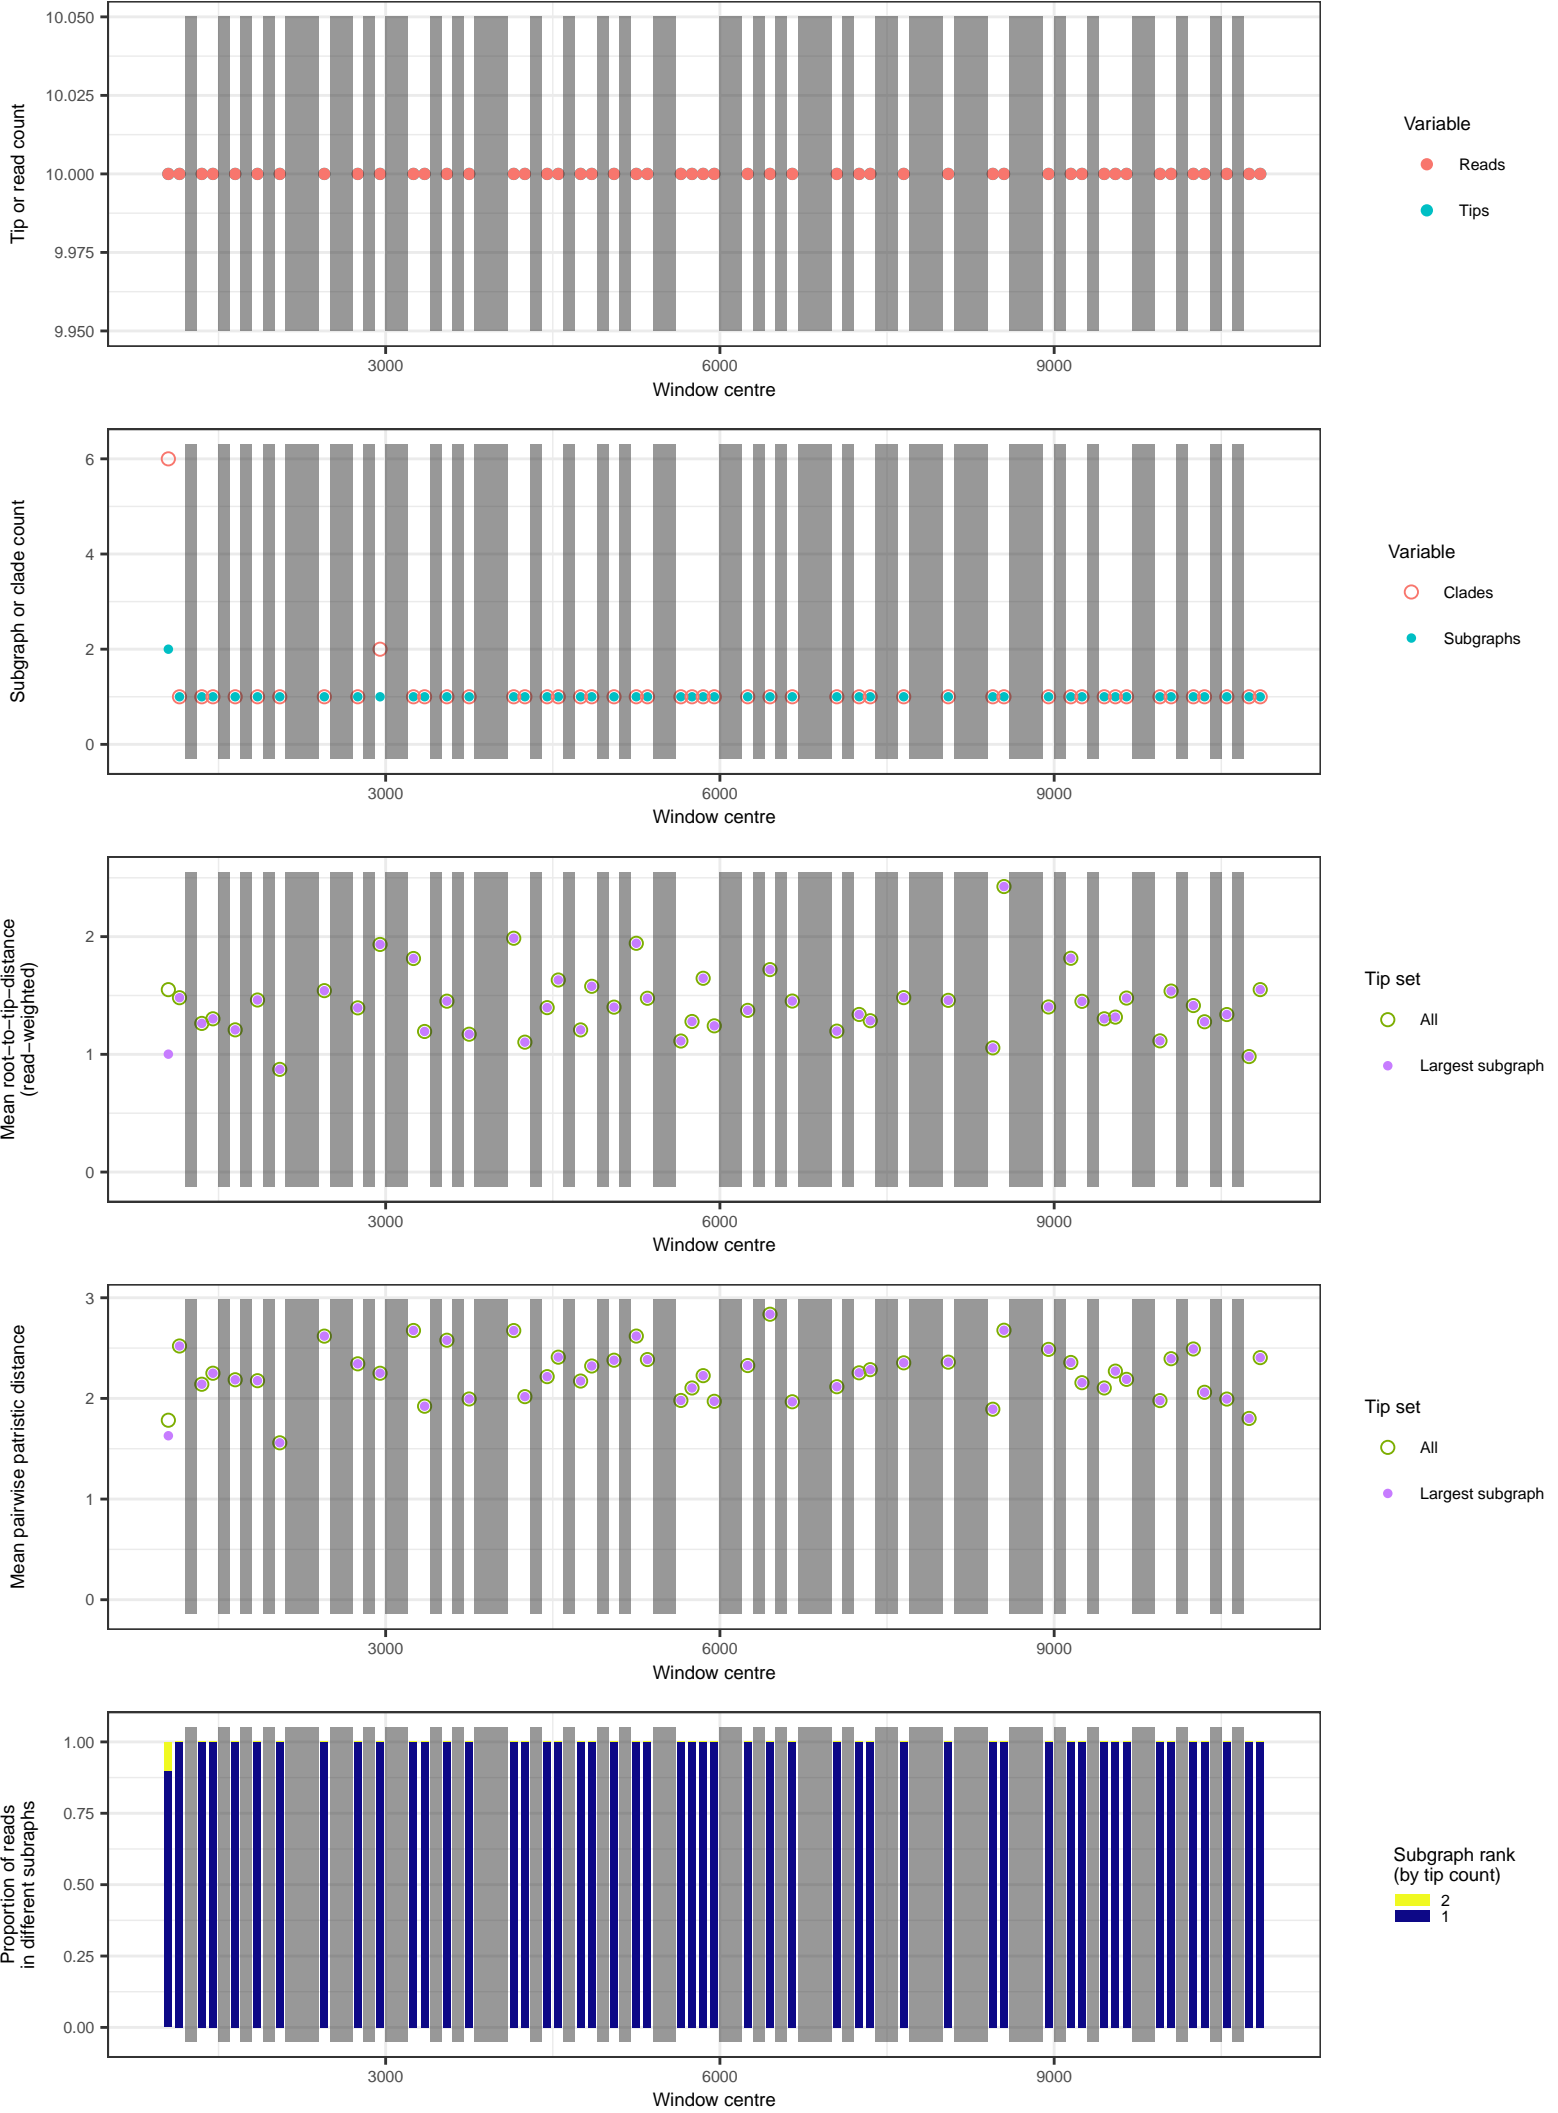 10.050
10.025
10.000
9.975
9.950
Tip or read count
3000
6000
9000
Window centre
Variable
Reads
Tips
6
4
2
0
Subgraph or clade count
3000
6000
9000
Window centre
Variable
Clades
Subgraphs
2
1
0
Mean root−to−tip−distance
(read−weighted)
3000
6000
9000
Window centre
Tip set
All
Largest subgraph
3
2
1
0
Mean pairwise patristic distance
3000
6000
9000
Window centre
Tip set
All
Largest subgraph
1.00
0.75
0.50
0.25
0.00
Proportion of reads
in different subraphs
3000
6000
9000
Window centre
Subgraph rank
(by tip count)
2
1